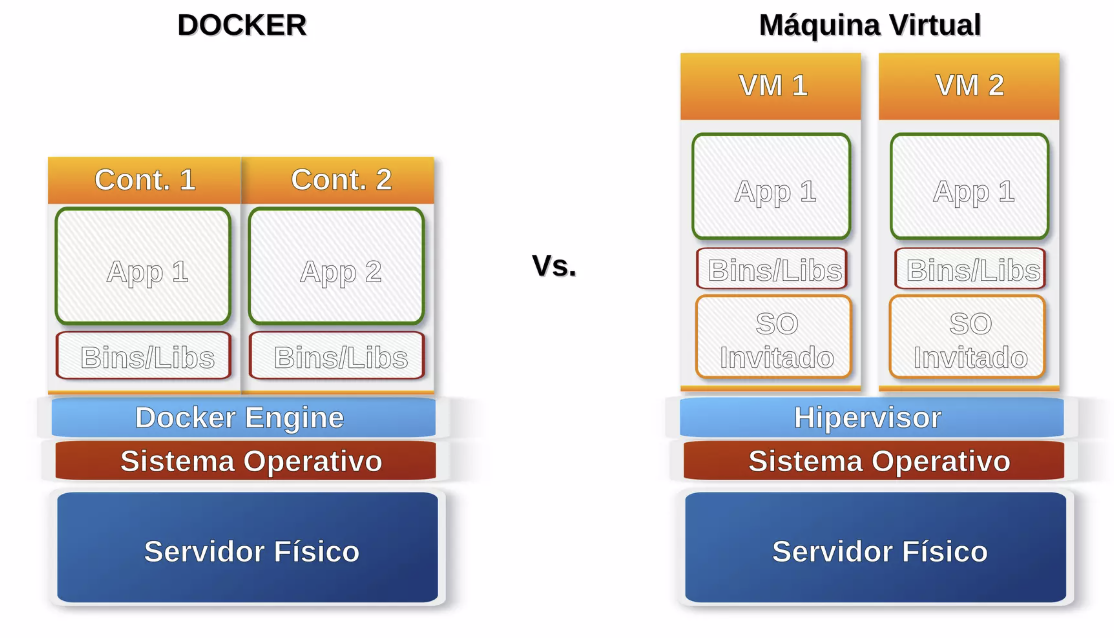 DOCKER
Cont. 1
Cont. 2
App 1
App 2
Bins/Libs
Bins/Libs
Docker Engine
Sistema Operativo
Servidor Físico
Vs.
Máquina Virtual
VM 1
VM 2
App 1
App 1
Bins/Libs
Bins/Libs
SO
Invitado
SO
Invitado
Hipervisor
Sistema Operativo
Servidor Físico